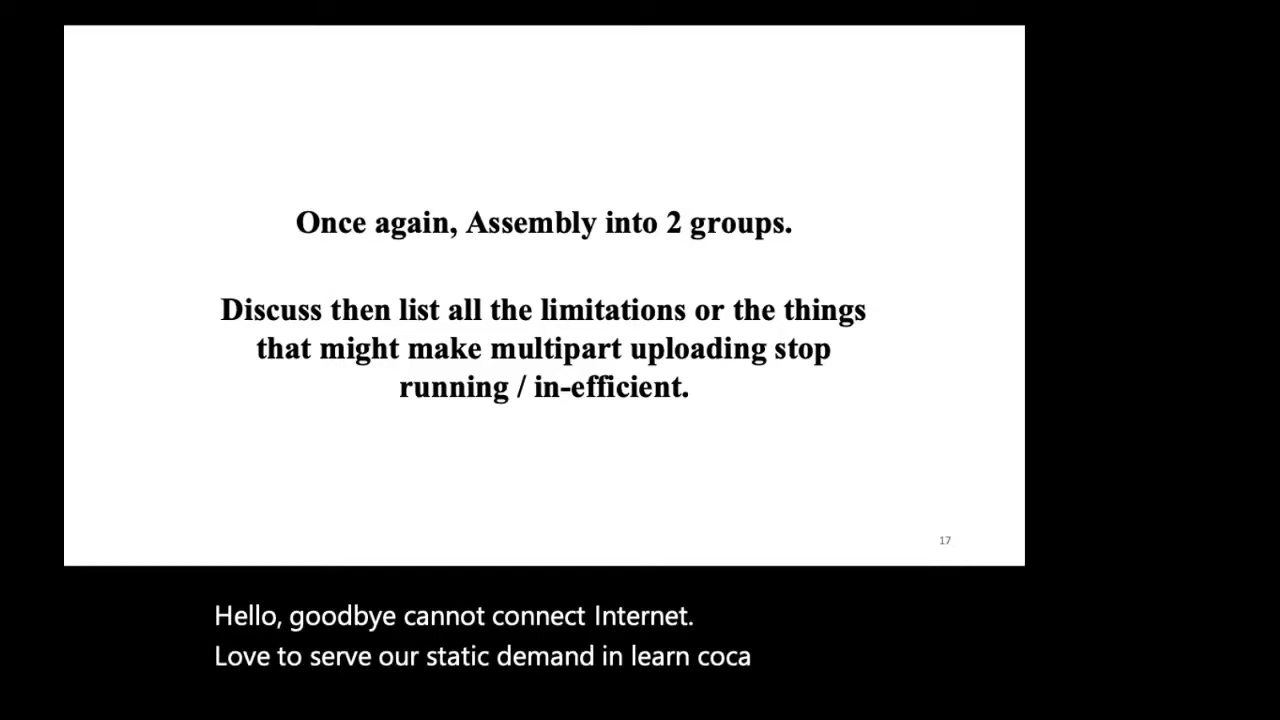 Once again, Assembly into 2 groups.
Discuss then list all the limitations or the things
that might make multipart uploading stop
running / in-efficient.
17
Hello, goodbye cannot connect Internet.
Love to serve our static demand in learn coca